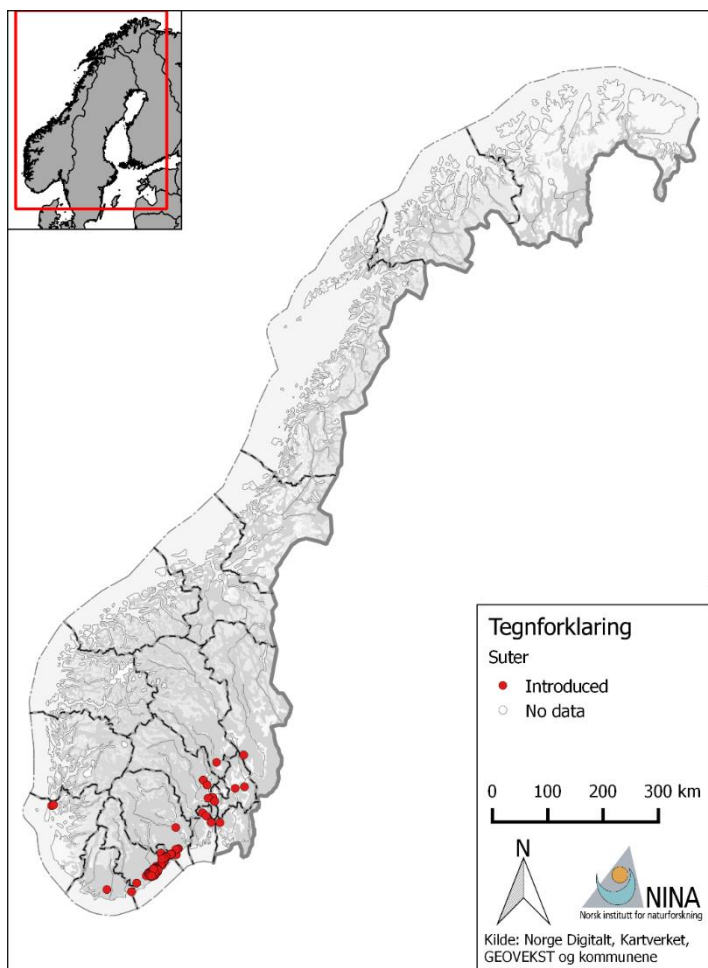 Tegnforklaring
Suter
Introduced
No data
0 100 200 300 km
N
NINA
Norsk institutt for naturforskning
Kilde: Norge Digitalt, Kartverket,
GEOVEKST og kommunene